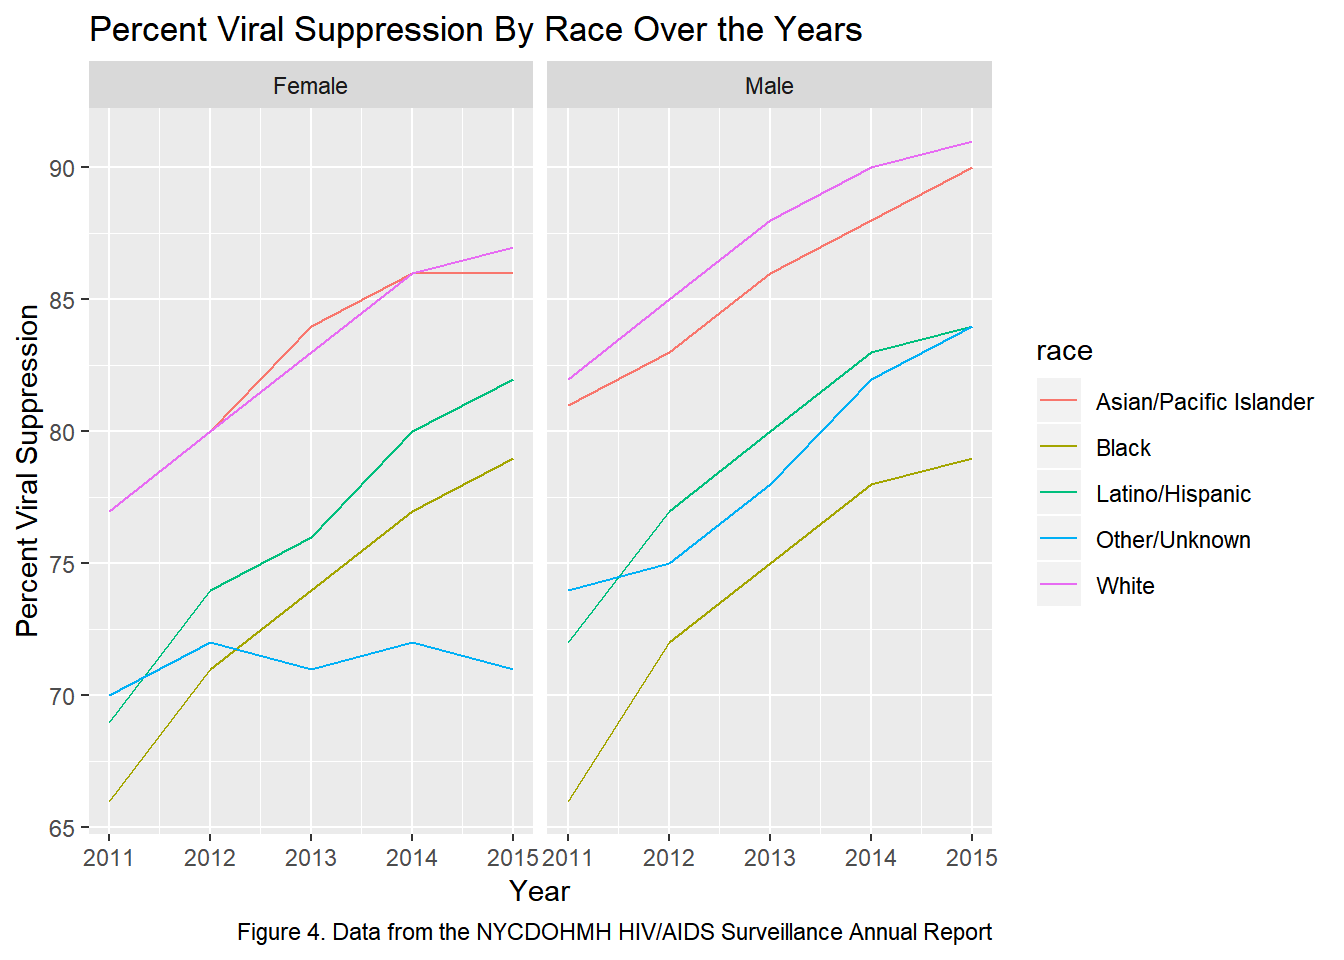 Percent Viral Suppression By Race Over the Years
Female
Male
Percent Viral Suppression
90
85
80
75
70
65
2011 2012 2013 2014 2015
2011 2012 2013 2014 2015
Year
race
Asian/Pacific Islander
Black
Latino/Hispanic
Other/Unknown
White
Figure 4. Data from the NYCDOHMH HIV/AIDS Surveillance Annual Report